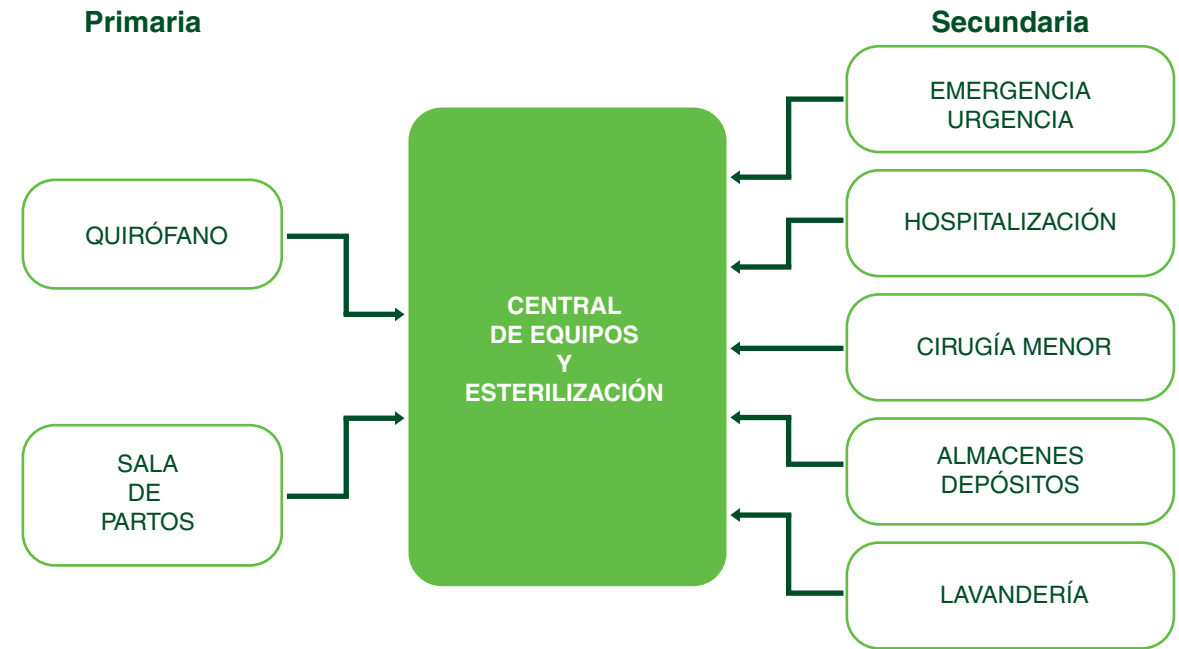 Primaria
Secundaria
QUIRÓFANO
SALA
DE
PARTOS
CENTRAL
DE EQUIPOS
Y
ESTERILIZACIÓN
EMERGENCIA
URGENCIA
HOSPITALIZACIÓN
CIRUGÍA MENOR
ALMACENES
DEPÓSITOS
LAVANDERÍA